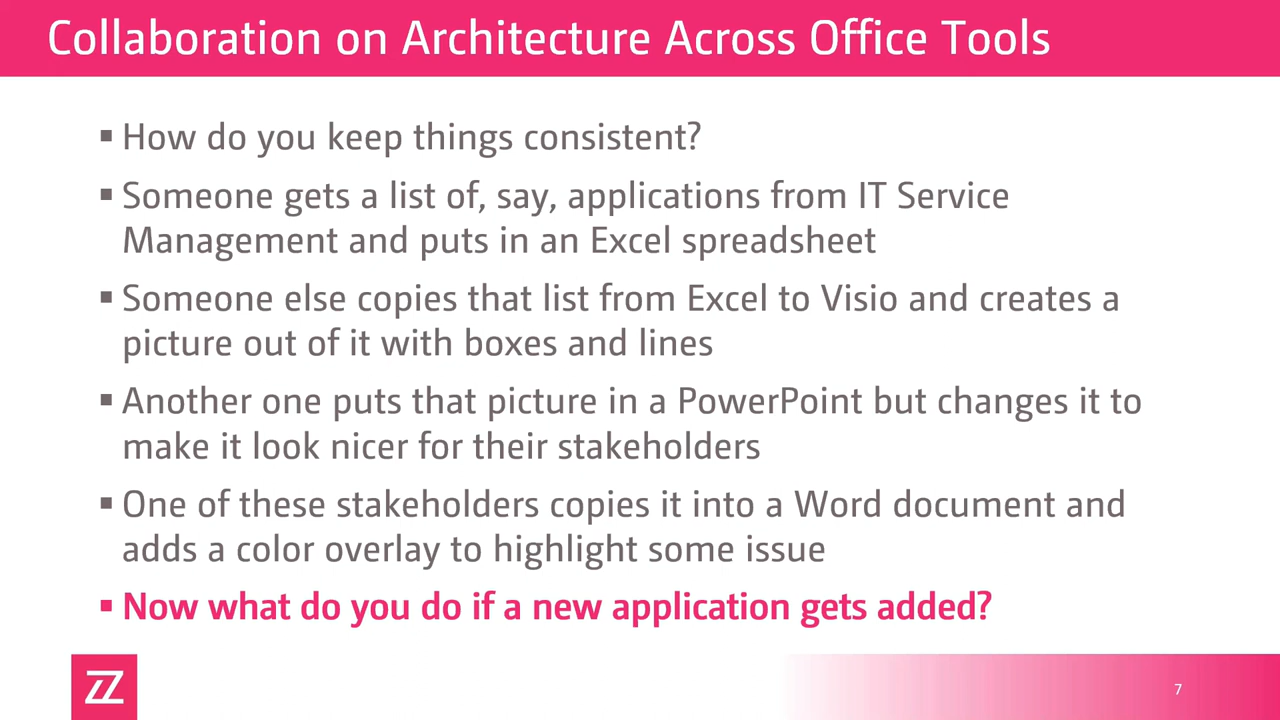 Collaboration on Architecture Across Office Tools
▪ How do you keep things consistent?
▪ Someone gets a list of, say, applications from IT Service
Management and puts in an Excel spreadsheet
▪ Someone else copies that list from Excel to Visio and creates a
picture out of it with boxes and lines
▪ Another one puts that picture in a PowerPoint but changes it to
make it look nicer for their stakeholders
▪ One of these stakeholders copies it into a Word document and
adds a color overlay to highlight some issue
▪ Now what do you do if a new application gets added?
ZZ
7